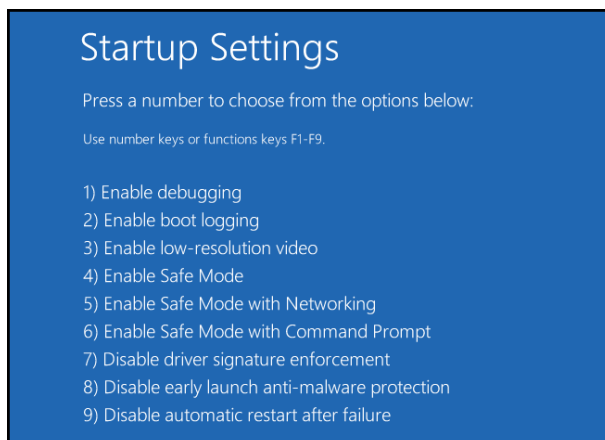 Startup Settings
Press a number to choose from the options below:
Use number keys or functions keys F1-F9.
1) Enable debugging
2) Enable boot logging
3) Enable low-resolution video
4) Enable Safe Mode
5) Enable Safe Mode with Networking
6) Enable Safe Mode with Command Prompt
7) Disable driver signature enforcement
8) Disable early launch anti-malware protection
9) Disable automatic restart after failure